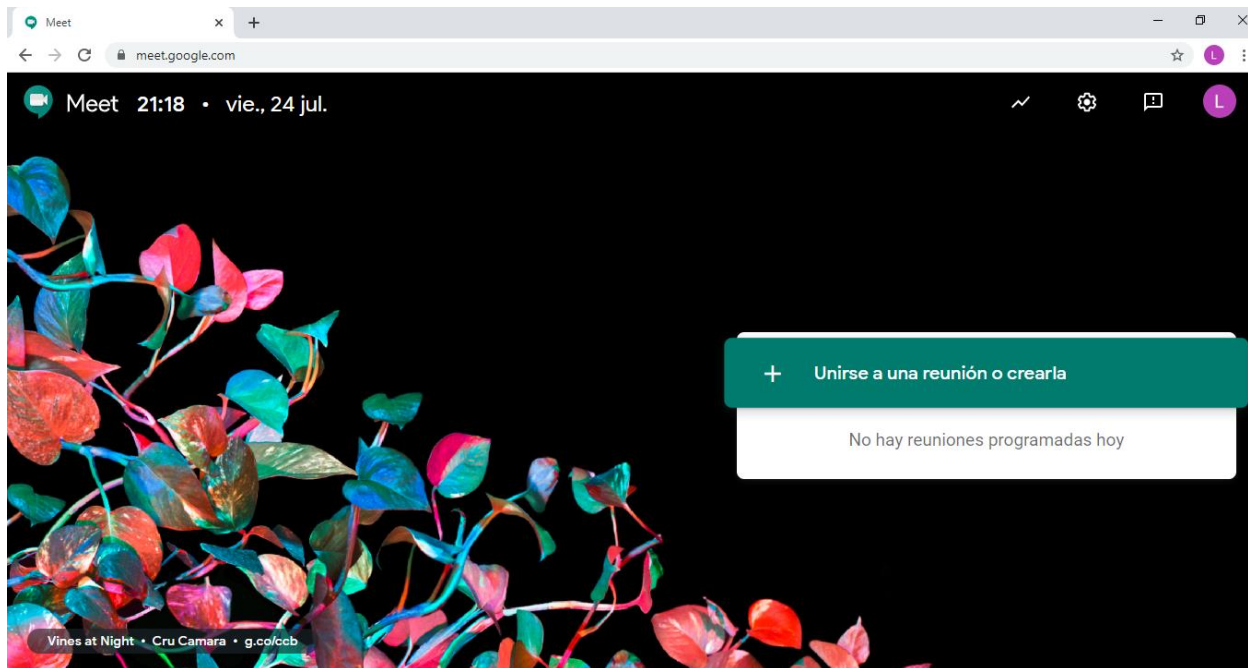 Meet
meet.google.com
L
Meet 21:18 • vie., 24 jul.
L
+ Unirse a una reunión o crearla
No hay reuniones programadas hoy
Vines at Night • Cru Camara • g.co/ccb